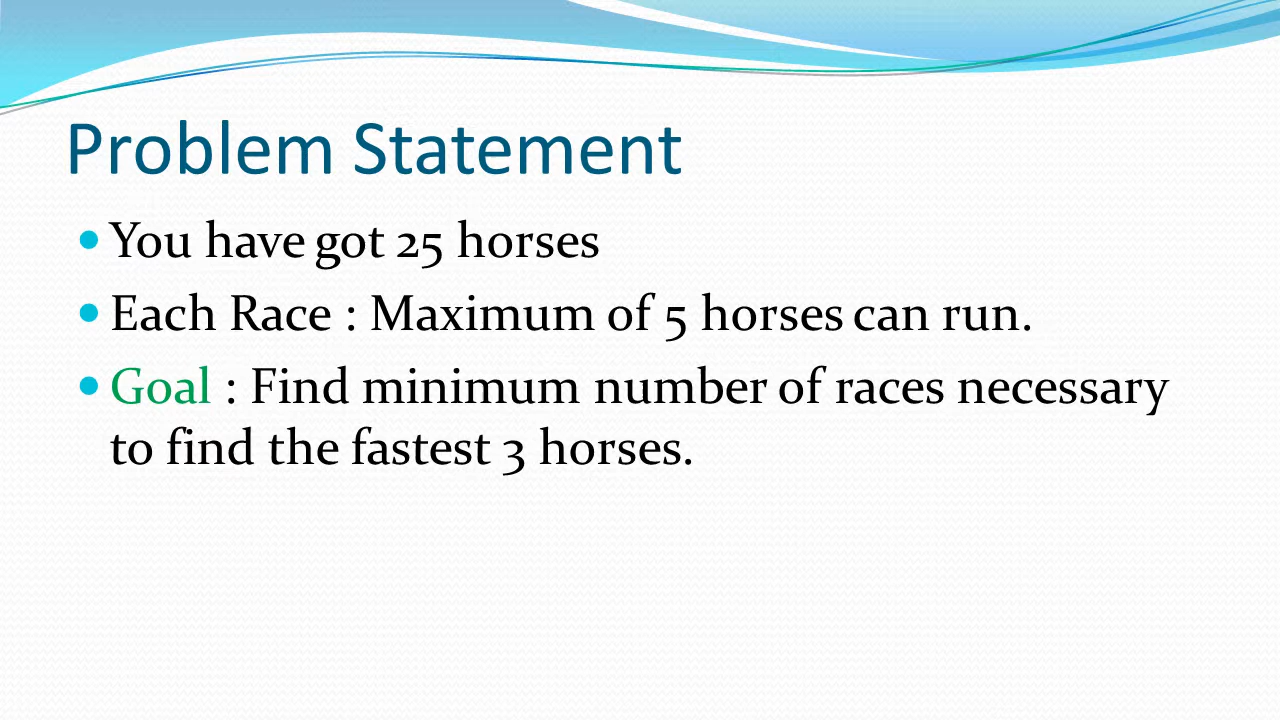 Problem Statement
You have got 25 horses
Each Race : Maximum of 5 horses can run.
Goal : Find minimum number of races necessary
to find the fastest 3 horses.